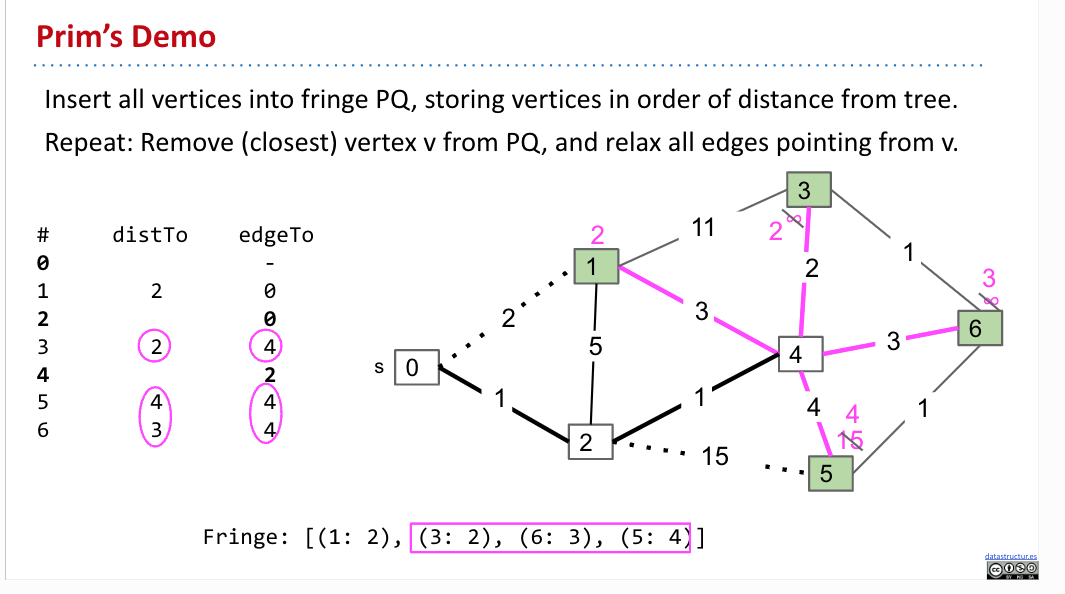 Prim's Demo
Insert all vertices into fringe PQ, storing vertices in order of distance from tree.
Repeat: Remove (closest) vertex v from PQ, and relax all edges pointing from v.
# distTo edgeTo
0 -
1 2 0
2 0
3 2 4
4 2
5 4 4
6 3 4
3
2 ∞
2
11
1
1
2
3
∞
2
3
6
5
3
4
s 0
1
1
4
4
1
15
2
15
5
Fringe: [(1: 2), (3: 2), (6: 3), (5: 4)]
datastructur.es
CC
BY NC SA